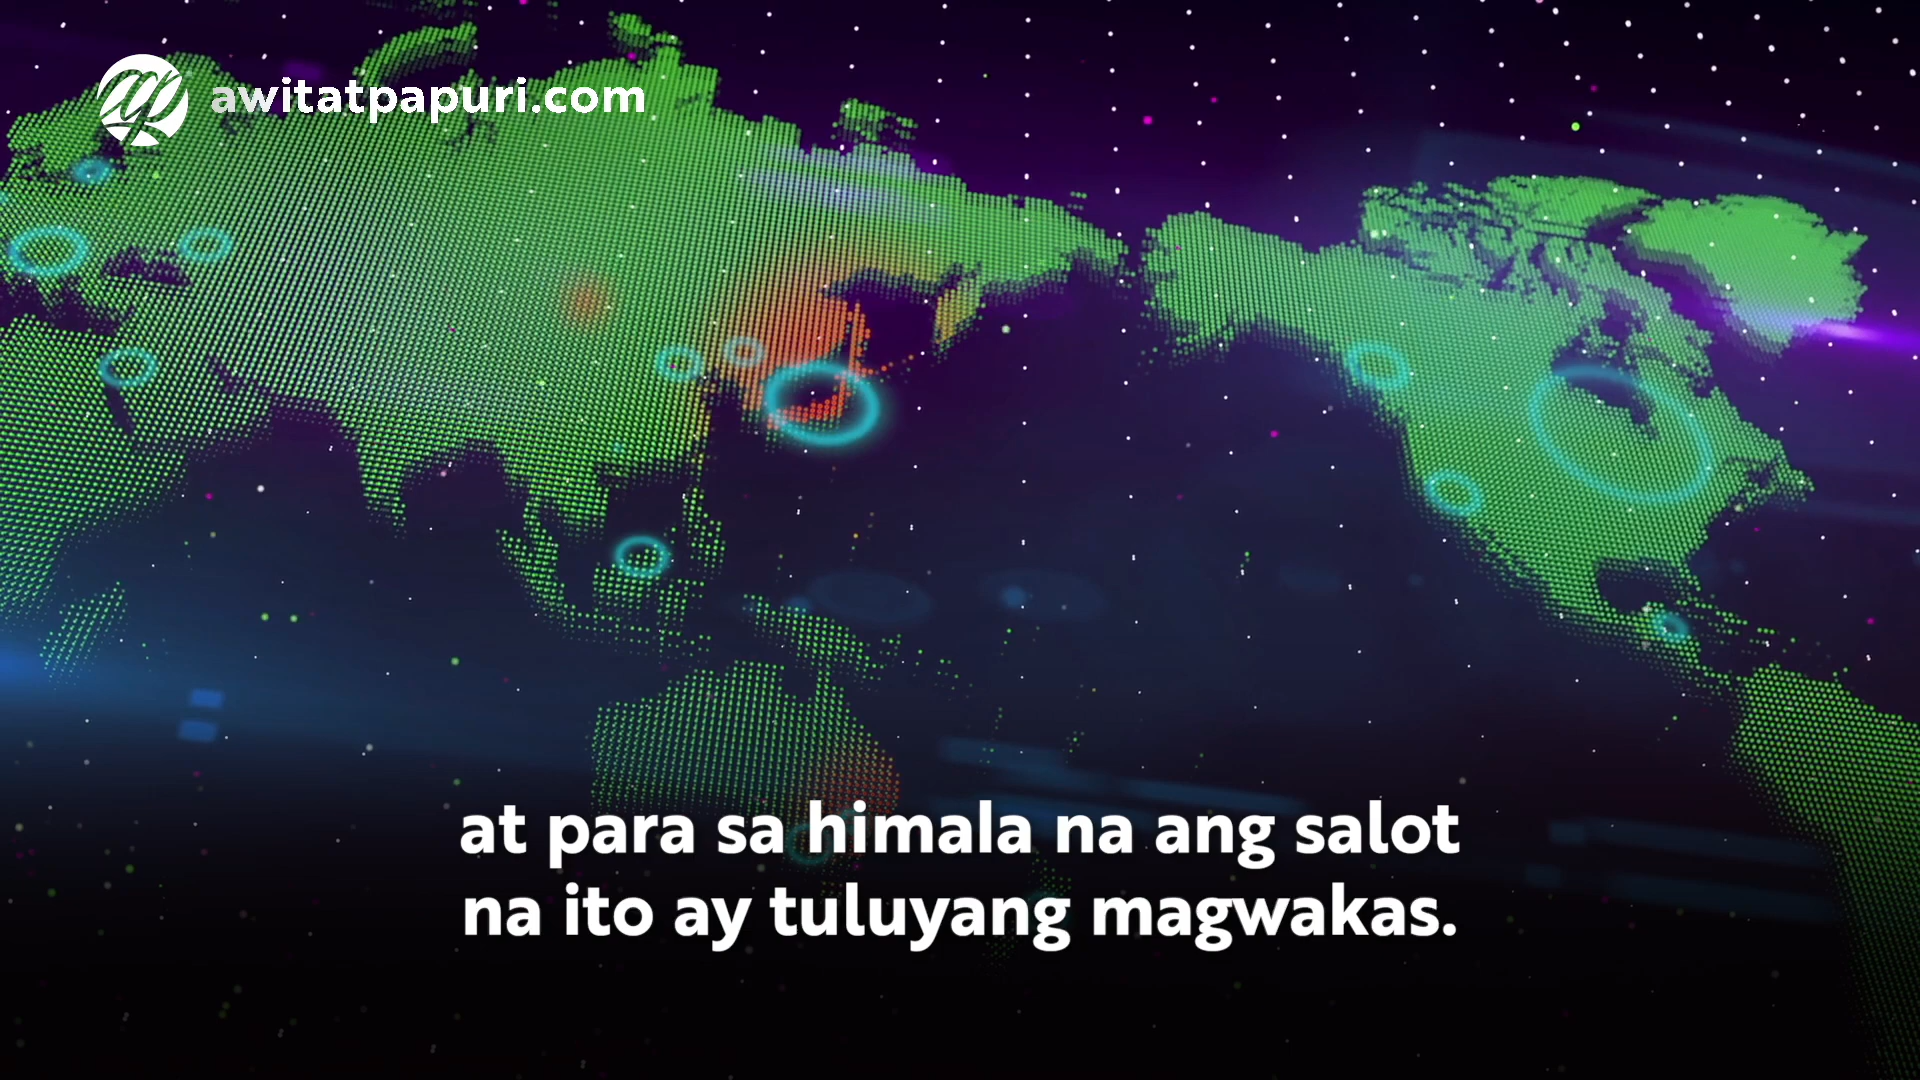 awitatpapuri.com
at para sa himala na ang salot
na ito ay tuluyang magwakas.